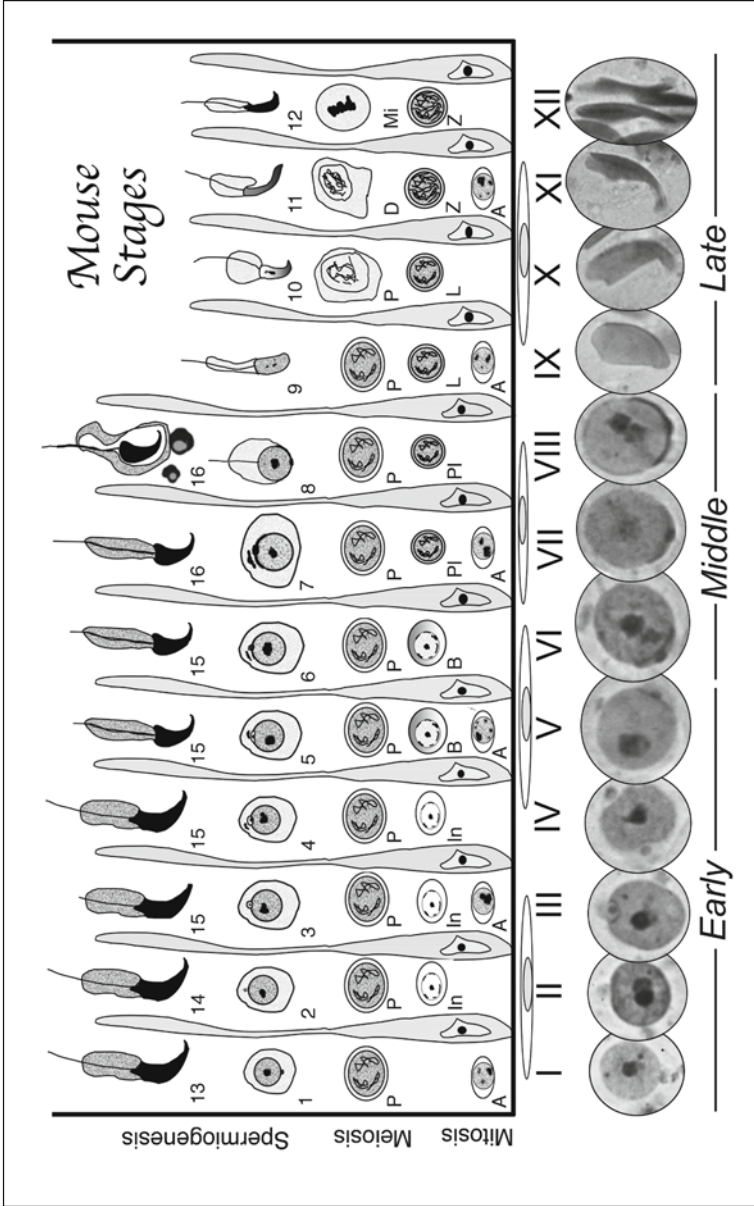 Mouse
Stages
13 14 15 15 15 15 16 16
Spermiogenesis
1 2 3 4 5 6 7 8 9 10 11 12
Meiosis
P P P P P P P P P P D Mi
In In In B B Pl Pl L L Z Z
Mitosis
A A A A A A
I II III IV V VI VII VIII IX X XI XII
Early Middle Late